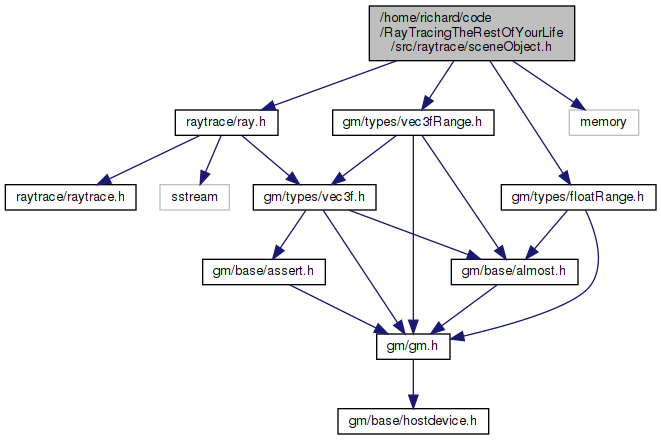 /home/richard/code
/RayTracingTheRestOfYourLife
/src/raytrace/sceneObject.h
raytrace/ray.h
gm/types/vec3fRange.h
memory
raytrace/raytrace.h
sstream
gm/types/vec3f.h
gm/types/floatRange.h
gm/base/assert.h
gm/base/almost.h
gm/gm.h
gm/base/hostdevice.h